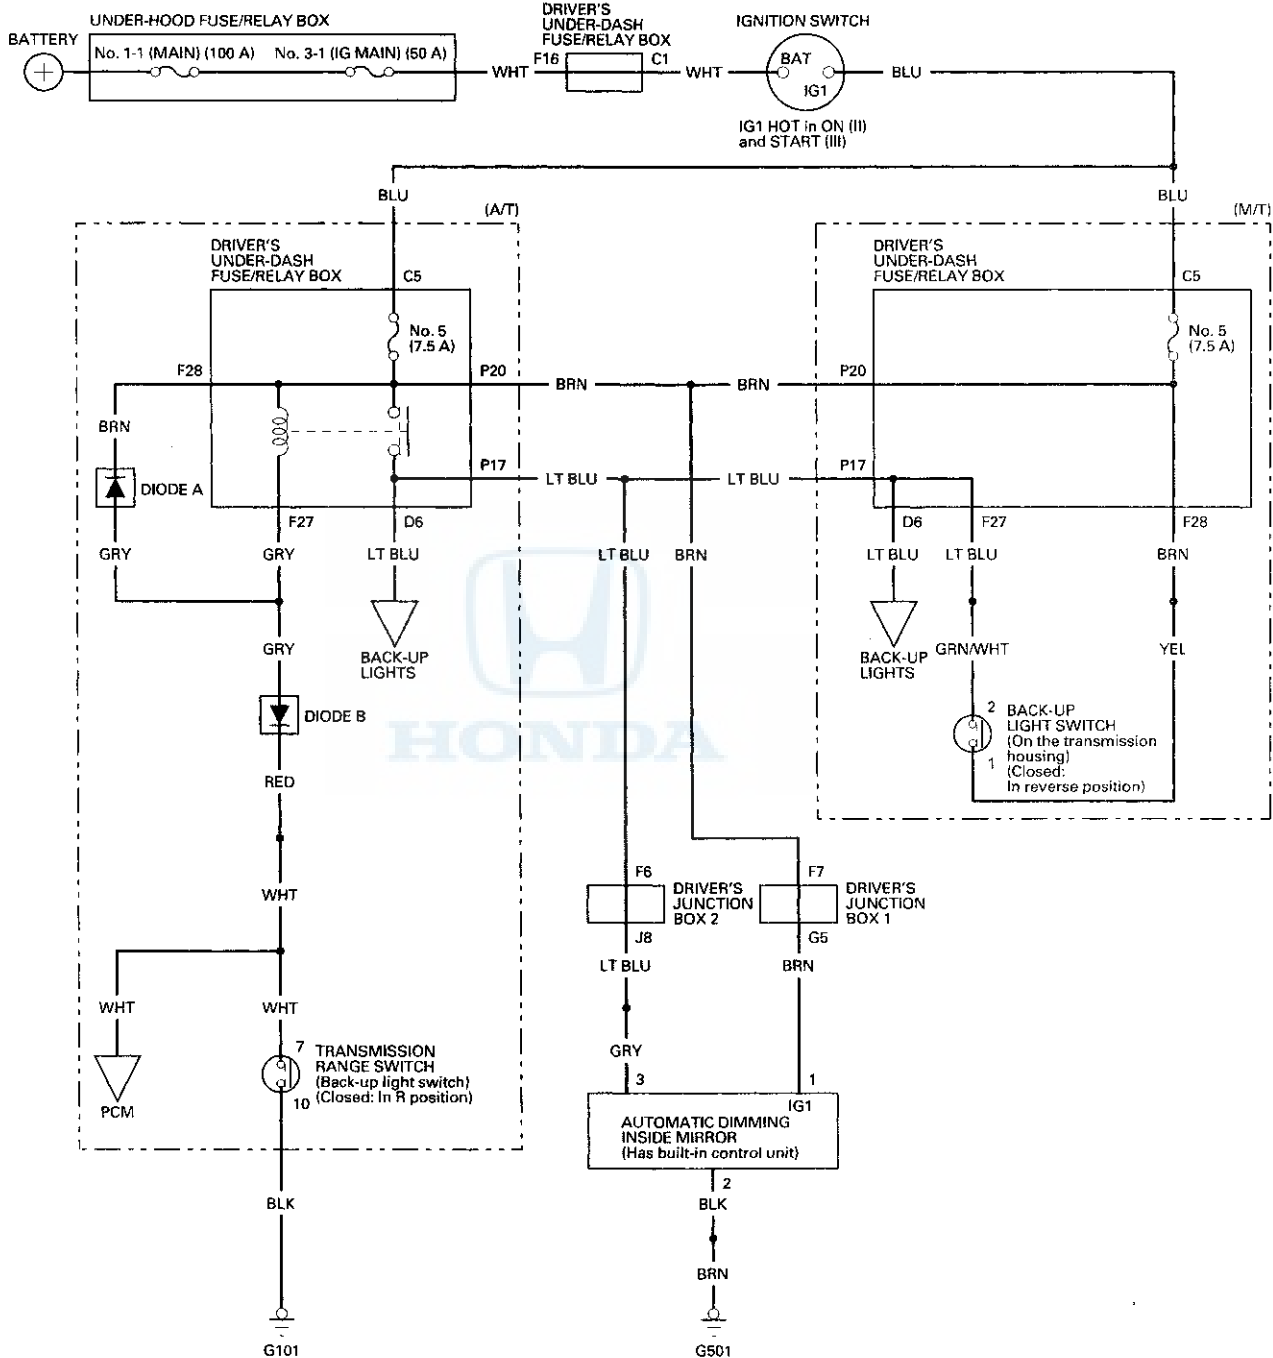 UNDER-HOOD FUSE/RELAY BOX
BATTERY
No. 1-1 (MAIN) (100 A)
No. 3-1 (IG MAIN) (50 A)
WHT
DRIVER'S
UNDER-DASH
FUSE/RELAY BOX
F16
C1
WHT
IGNITION SWITCH
BAT
IG1
BLU
IG1 HOT in ON (II)
and START (III)
BLU
BLU
(A/T)
(M/T)
DRIVER'S
UNDER-DASH
FUSE/RELAY BOX
C5
No. 5
(7.5 A)
F28
P20
BRN
BRN
P20
DRIVER'S
UNDER-DASH
FUSE/RELAY BOX
C5
No. 5
(7.5 A)
BRN
DIODE A
P17
LT BLU
LT BLU
P17
F27
D6
D6
F27
F28
GRY
GRY
LT BLU
LT BLU
BRN
LT BLU
LT BLU
BRN
GRY
BACK-UP
LIGHTS
BACK-UP
LIGHTS
GRN/WHT
YEL
DIODE B
HONDA
2
BACK-UP
LIGHT SWITCH
(On the transmission
housing)
(Closed:
In reverse position)
1
RED
WHT
F6
DRIVER'S
JUNCTION
BOX 2
J8
F7
DRIVER'S
JUNCTION
BOX 1
G5
LT BLU
BRN
WHT
WHT
GRY
7
TRANSMISSION
RANGE SWITCH
(Back-up light switch)
(Closed: In R position)
10
PCM
3
1
IG1
AUTOMATIC DIMMING
INSIDE MIRROR
(Has built-in control unit)
2
BLK
BLK
BRN
G101
G501